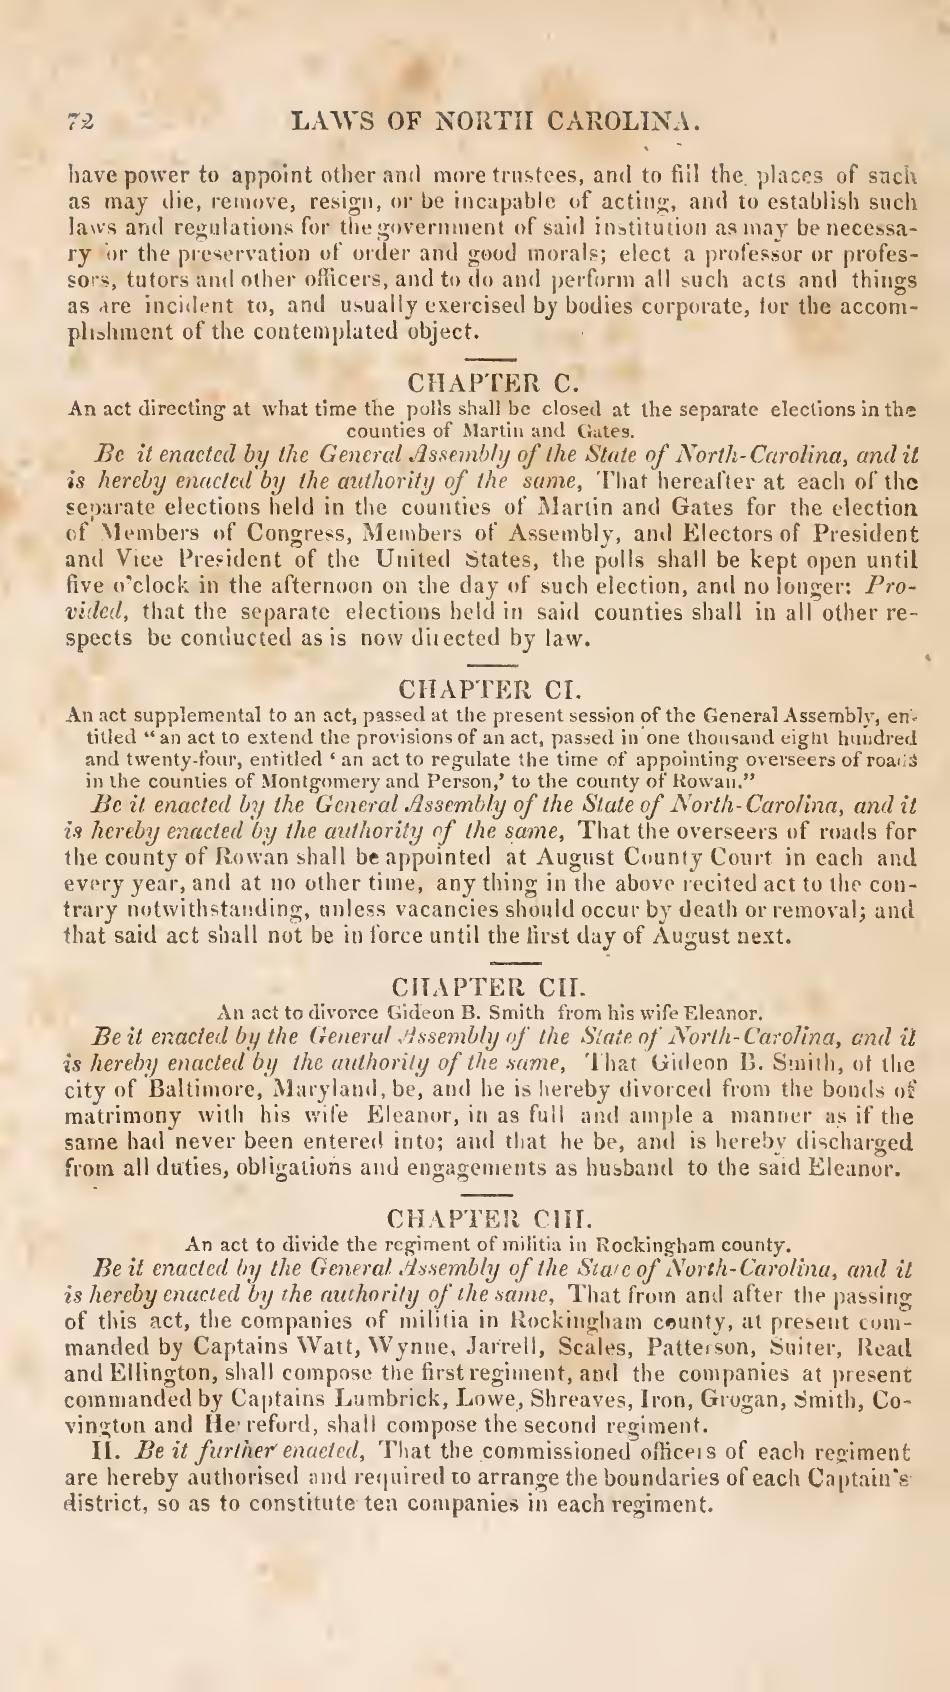 72 LAWS OF NORTH CAROLINA.
have power to appoint other and more trustees, and to fill the places of such
as may die, remove, resign, or be incapable of acting, and to establish such
laws and regulations for the government of said institution as may be necessa-
ry or the preservation of order and good morals; elect a professor or profes-
sors, tutors and other officers, and to do and perform all such acts and things
as are incident to, and usually exercised by bodies corporate, for the accom-
plishment of the contemplated object.
CHAPTER C.
An act directing at what time the polls shall be closed at the separate elections in the
counties of Martin and Gates.
Be it enacted by the General Assembly of the State of North-Carolina, and it
is hereby enacted by the authority of the same, That hereafter at each of the
separate elections held in the counties of Martin and Gates for the election
of Members of Congress, Members of Assembly, and Electors of President
and Vice President of the United States, the polls shall be kept open until
five o'clock in the afternoon on the day of such election, and no longer: Pro-
vided, that the separate elections held in said counties shall in all other re-
spects be conducted as is now directed by law.
CHAPTER CI.
An act supplemental to an act, passed at the present session of the General Assembly, en-
titled “an act to extend the provisions of an act, passed in one thousand eight hundred
and twenty-four, entitled ‘an act to regulate the time of appointing overseers of roads
in the counties of Montgomery and Person,’ to the county of Rowan.”
Be it enacted by the General Assembly of the State of North-Carolina, and it
is hereby enacted by the authority of the same, That the overseers of roads for
the county of Rowan shall be appointed at August County Court in each and
every year, and at no other time, any thing in the above recited act to the con-
trary notwithstanding, unless vacancies should occur by death or removal; and
that said act shall not be in force until the first day of August next.
CHAPTER CII.
An act to divorce Gideon B. Smith from his wife Eleanor.
Be it enacted by the General Assembly of the State of North-Carolina, and it
is hereby enacted by the authority of the same, That Gideon B. Smith, of the
city of Baltimore, Maryland, be, and he is hereby divorced from the bonds of
matrimony with his wife Eleanor, in as full and ample a manner as if the
same had never been entered into; and that he be, and is hereby discharged
from all duties, obligations and engagements as husband to the said Eleanor.
CHAPTER CIII.
An act to divide the regiment of militia in Rockingham county.
Be it enacted by the General Assembly of the State of North-Carolina, and it
is hereby enacted by the authority of the same, That from and after the passing
of this act, the companies of militia in Rockingham county, at present com-
manded by Captains Watt, Wynne, Jarrell, Scales, Patterson, Suiter, Read
and Ellington, shall compose the first regiment, and the companies at present
commanded by Captains Lumbrick, Lowe, Shreaves, Iron, Grogan, Smith, Co-
vington and Hereford, shall compose the second regiment.
II. Be it further enacted, That the commissioned officers of each regiment
are hereby authorised and required to arrange the boundaries of each Captain's
district, so as to constitute ten companies in each regiment.